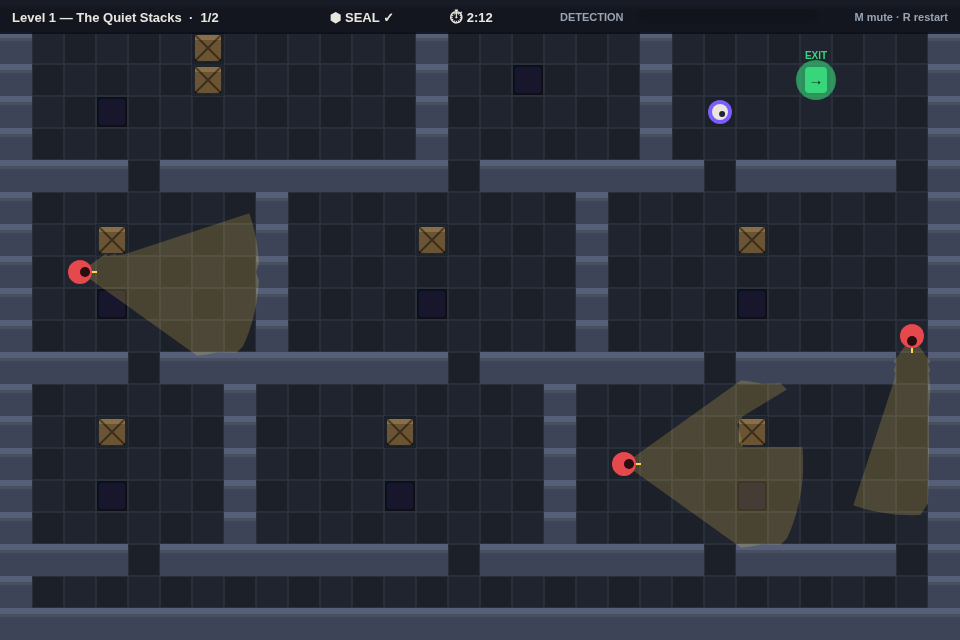 Level 1 — The Quiet Stacks · 1/2
⬢ SEAL ✓
⏱ 2:12
DETECTION
M mute · R restart
EXIT
→